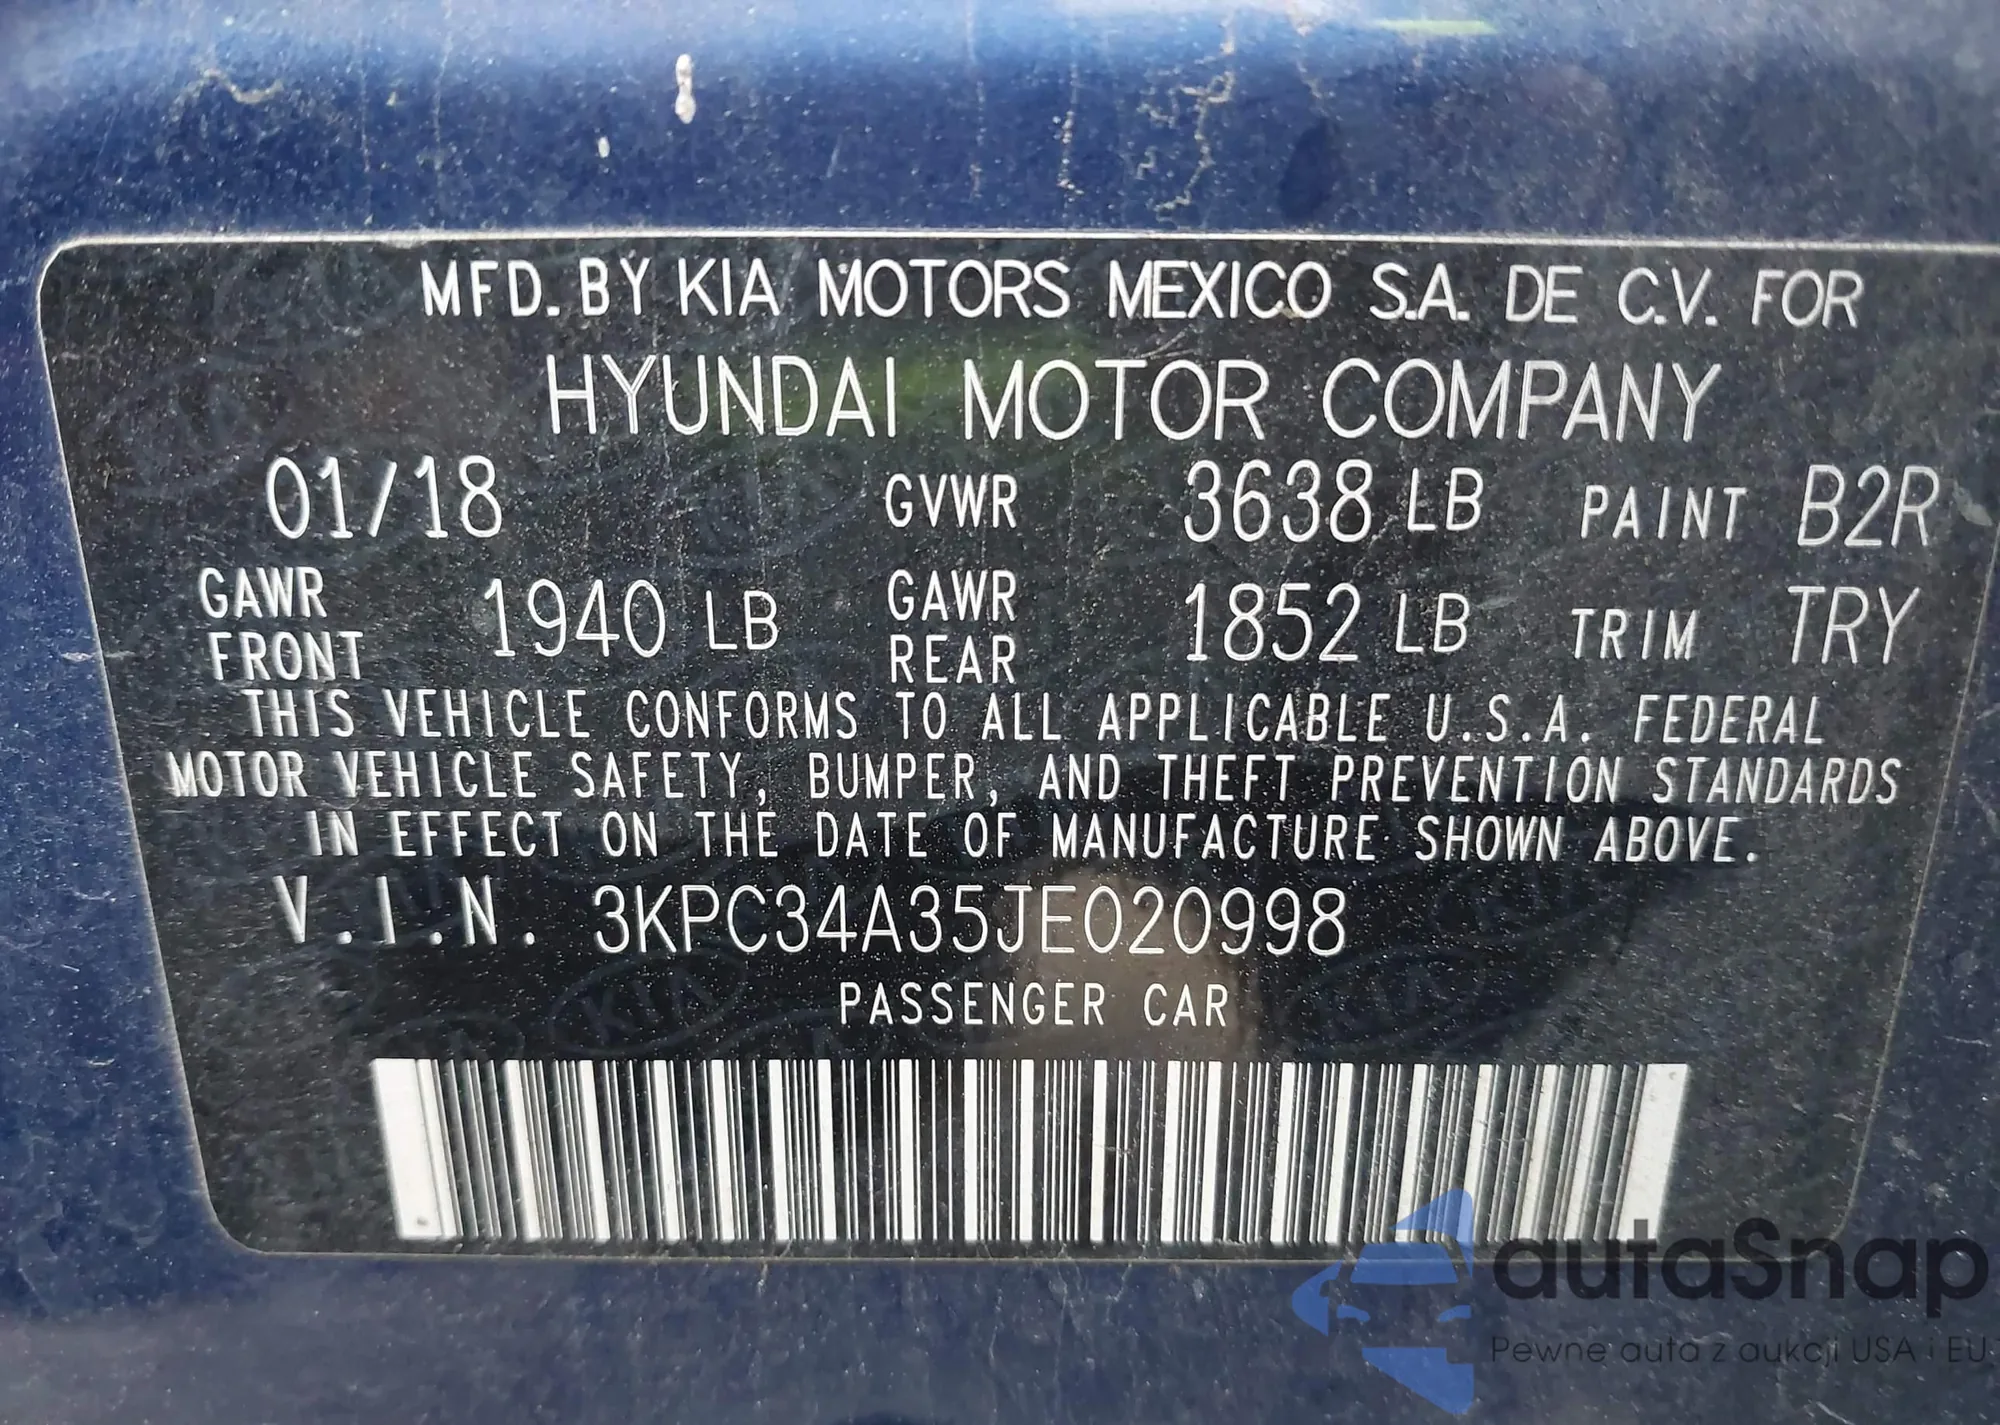 MFD. BY KIA MOTORS MEXICO S.A. DE C.V. FOR
HYUNDAI MOTOR COMPANY
01/18 GVWR 3638 LB PAINT B2R
GAWR FRONT 1940 LB GAWR REAR 1852 LB TRIM TRY
THIS VEHICLE CONFORMS TO ALL APPLICABLE U.S.A. FEDERAL
MOTOR VEHICLE SAFETY, BUMPER, AND THEFT PREVENTION STANDARDS
IN EFFECT ON THE DATE OF MANUFACTURE SHOWN ABOVE.
V.I.N. 3KPC34A35JE020998
PASSENGER CAR
autaSnap
Pewne auta z aukcji USA i EU